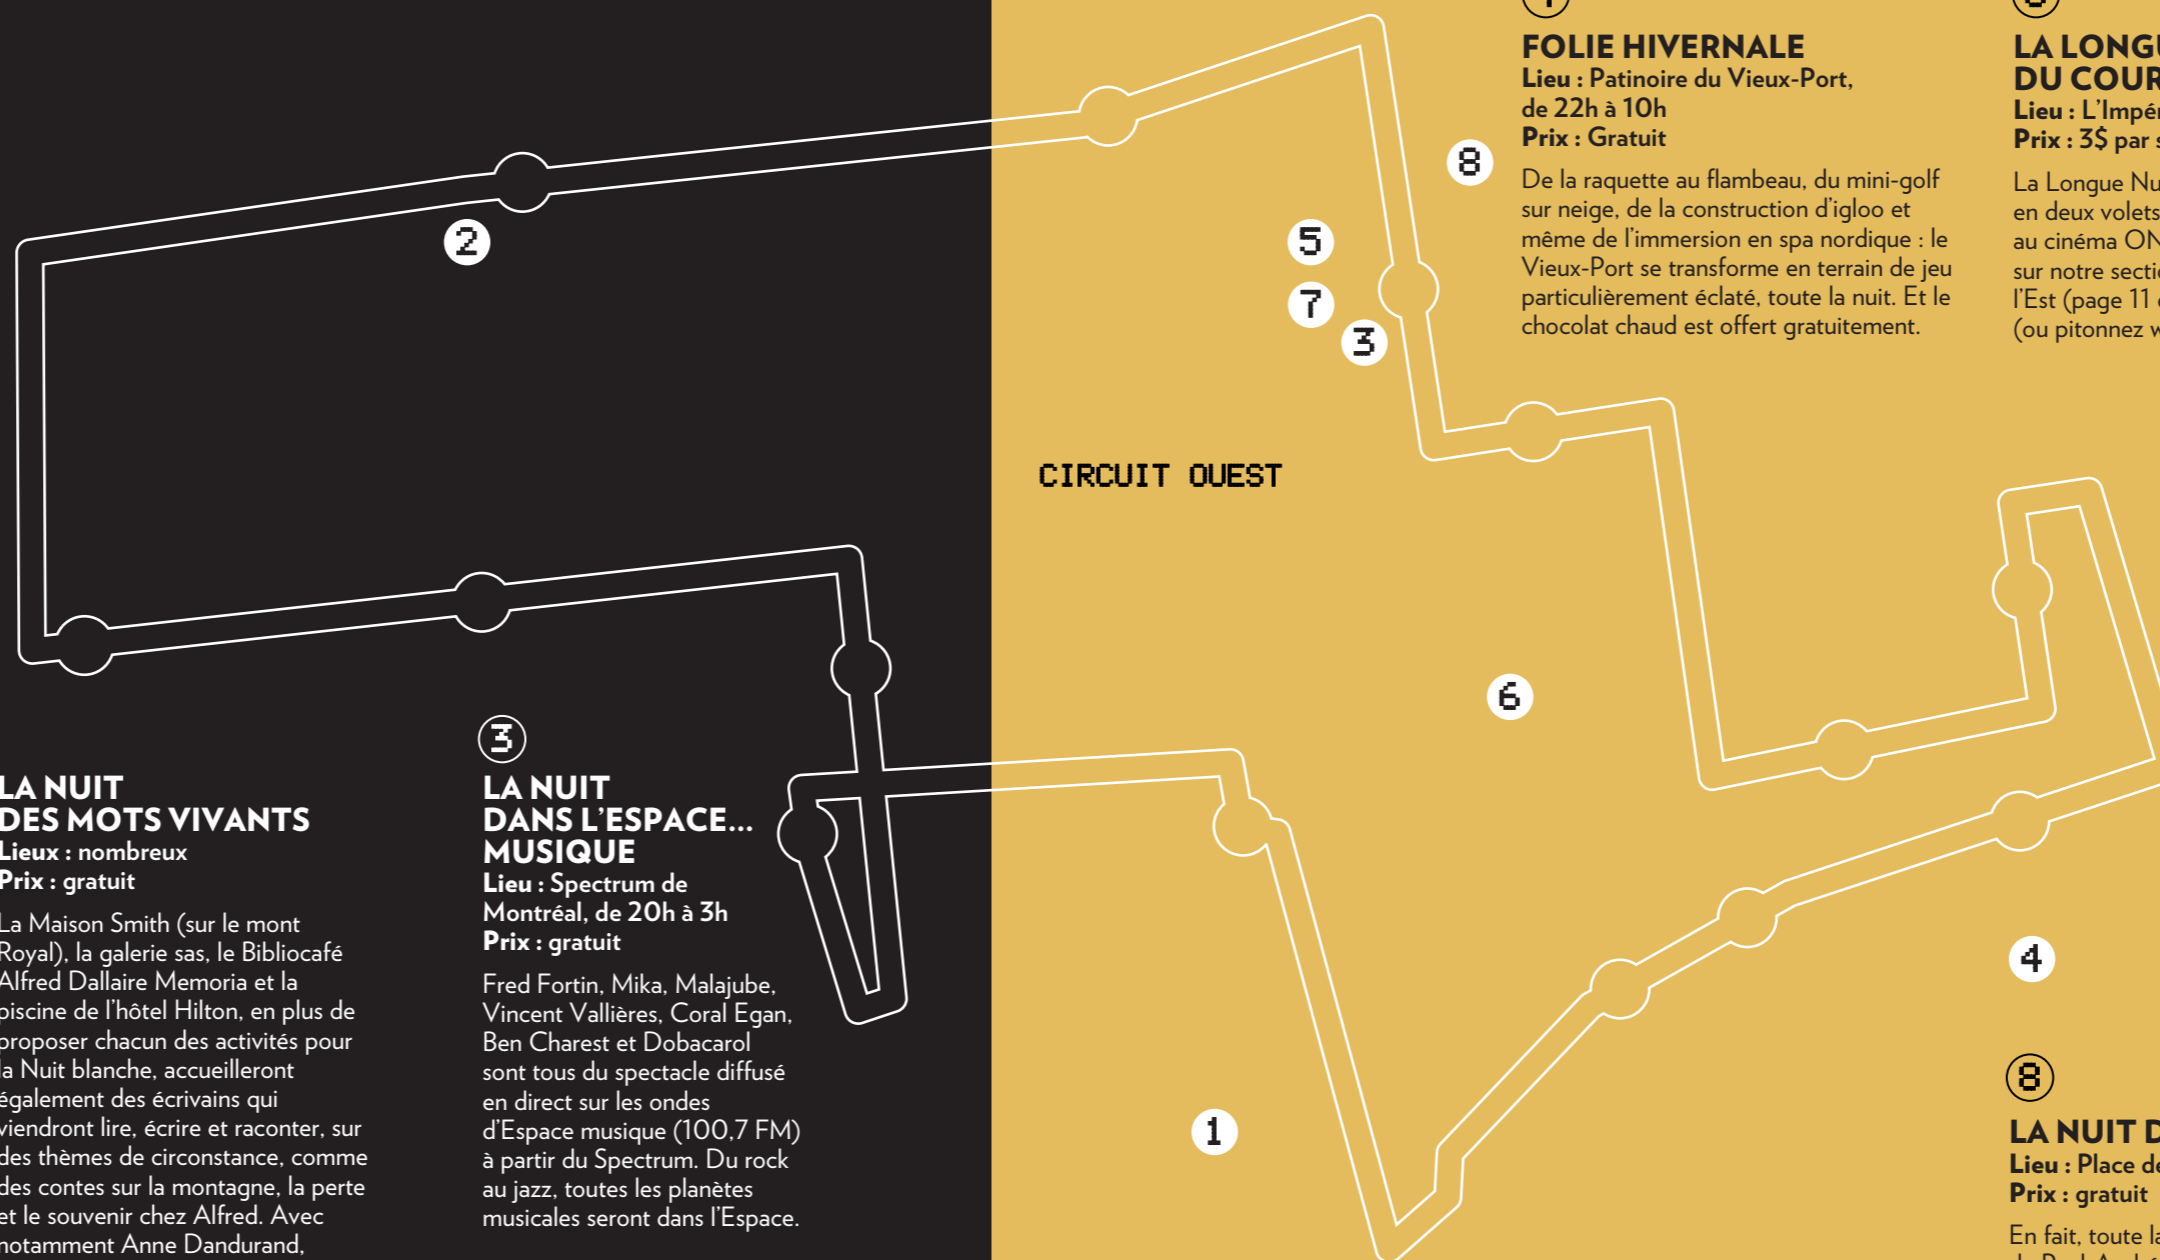 FOLIE HIVERNALE
Lieu : Patinoire du Vieux-Port,
de 22h à 10h
Prix : Gratuit
De la raquette au flambeau, du mini-golf
sur neige, de la construction d'igloo et
même de l'immersion en spa nordique : le
Vieux-Port se transforme en terrain de jeu
particulièrement éclaté, toute la nuit. Et le
chocolat chaud est offert gratuitement.
LA LONGU
DU COUR
Lieu : L'Impér
Prix : 3$ par s
La Longue Nu
en deux volets
au cinéma ON
sur notre secti
l'Est (page 11
(ou pitonnez
8
2
5
7
3
CIRCUIT OUEST
6
4
1
LA NUIT
DES MOTS VIVANTS
Lieux : nombreux
Prix : gratuit
La Maison Smith (sur le mont
Royal), la galerie sas, le Bibliocafé
Alfred Dallaire Memoria et la
piscine de l'hôtel Hilton, en plus de
proposer chacun des activités pour
la Nuit blanche, accueilleront
également des écrivains qui
viendront lire, écrire et raconter, sur
des thèmes de circonstance, comme
des contes sur la montagne, la perte
et le souvenir chez Alfred. Avec
notamment Anne Dandurand,
3
LA NUIT
DANS L'ESPACE...
MUSIQUE
Lieu : Spectrum de
Montréal, de 20h à 3h
Prix : gratuit
Fred Fortin, Mika, Malajube,
Vincent Vallières, Coral Egan,
Ben Charest et Dobacarol
sont tous du spectacle diffusé
en direct sur les ondes
d'Espace musique (100,7 FM)
à partir du Spectrum. Du rock
au jazz, toutes les planètes
musicales seront dans l'Espace.
8
LA NUIT D
Lieu : Place de
Prix : gratuit
En fait, toute la